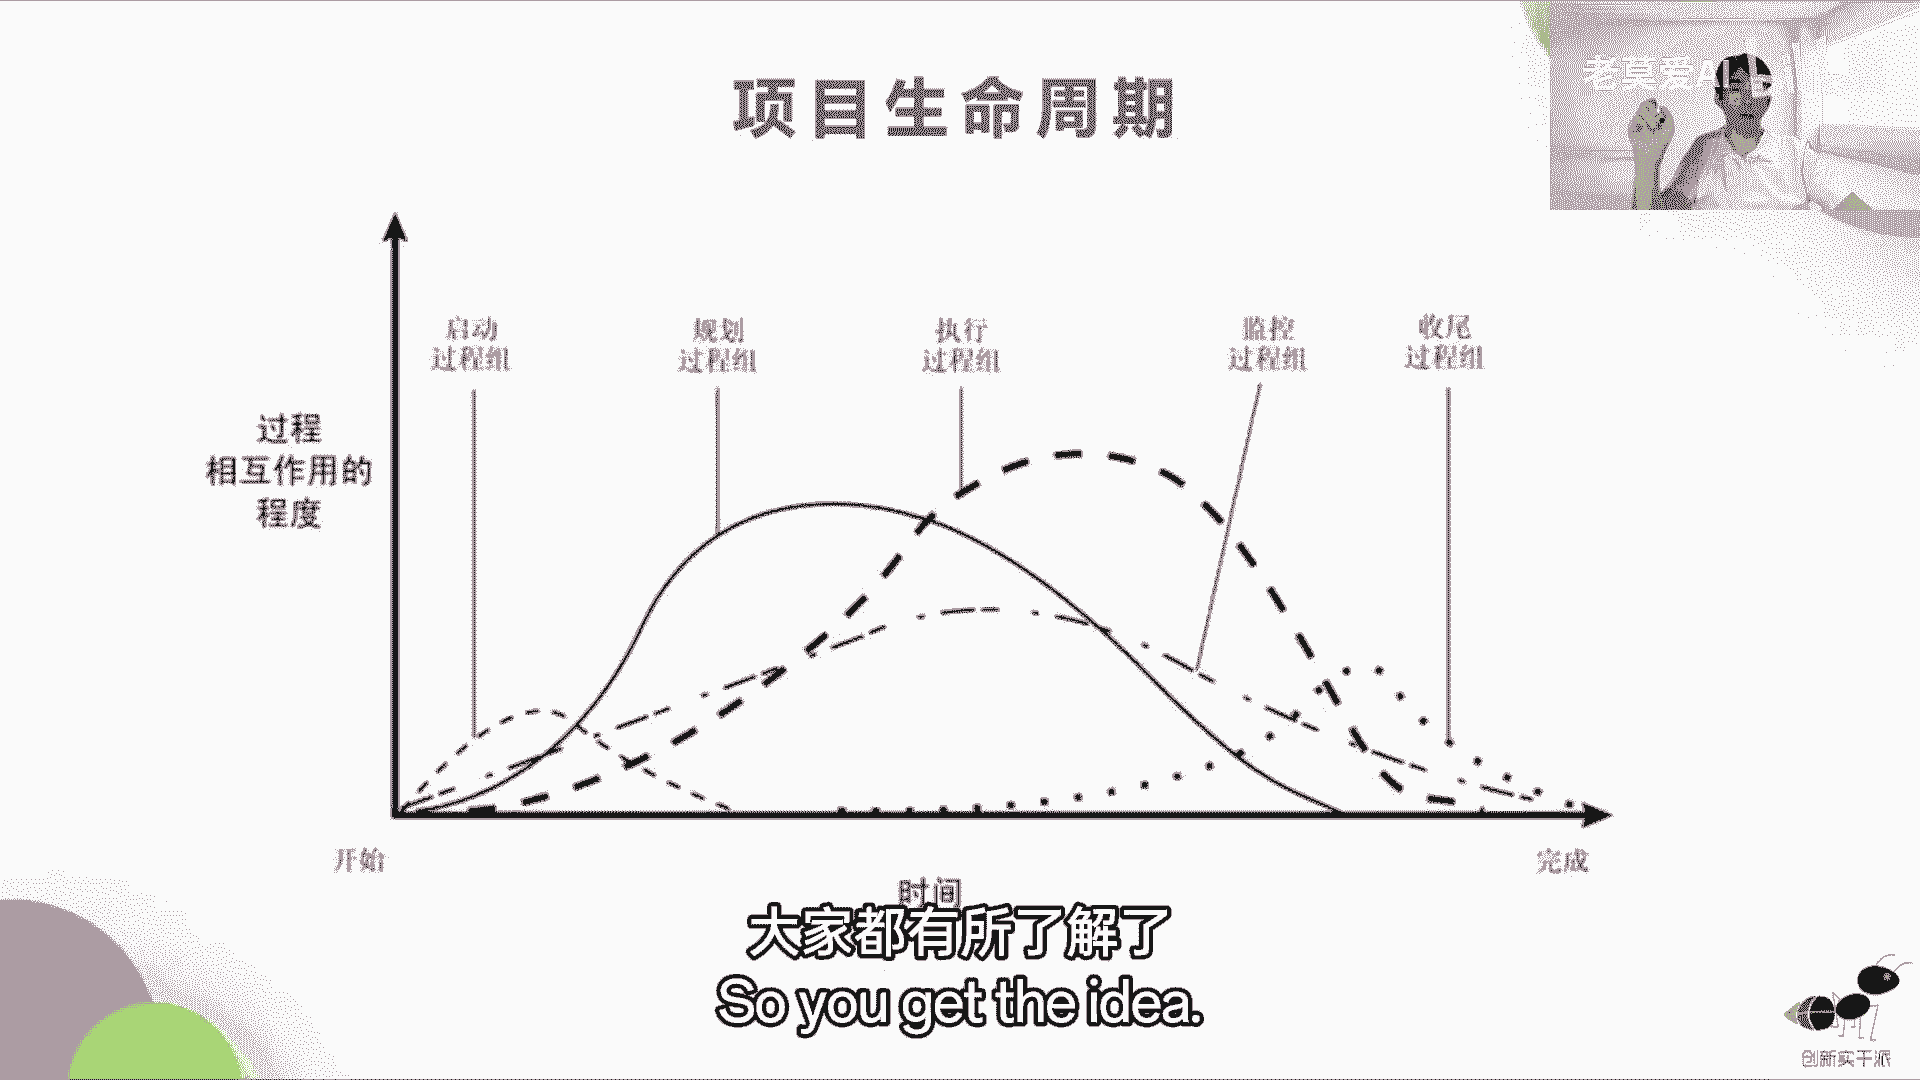 项目生命周期
老莫爱AI
启动
过程组
规划
过程组
执行
过程组
监控
过程组
收尾
过程组
过程
相互作用的
程度
开始
完成
时间
大家都有所了解了
So you get the idea.
创新实干派